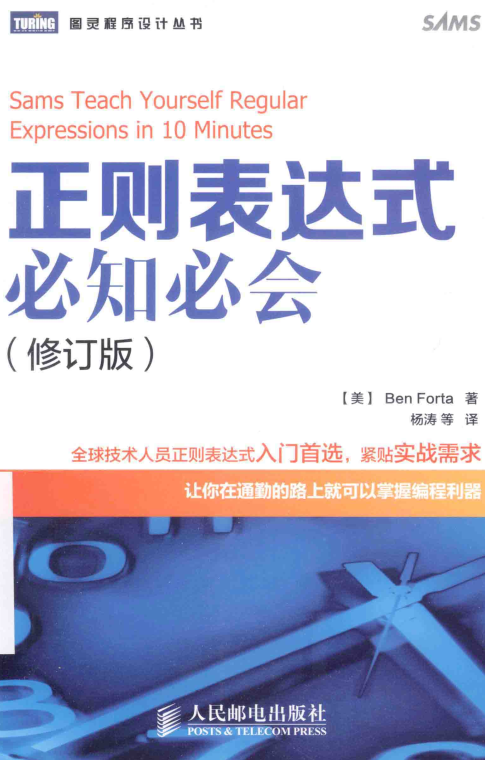 TURING 图灵程序设计丛书
SAMS
Sams Teach Yourself Regular
Expressions in 10 Minutes
正则表达式
必知必会
（修订版）
【美】 Ben Forta 著
杨涛 等 译
全球技术人员正则表达式入门首选，紧贴实战需求
让你在通勤的路上就可以掌握编程利器
人民邮电出版社
POSTS & TELECOM PRESS